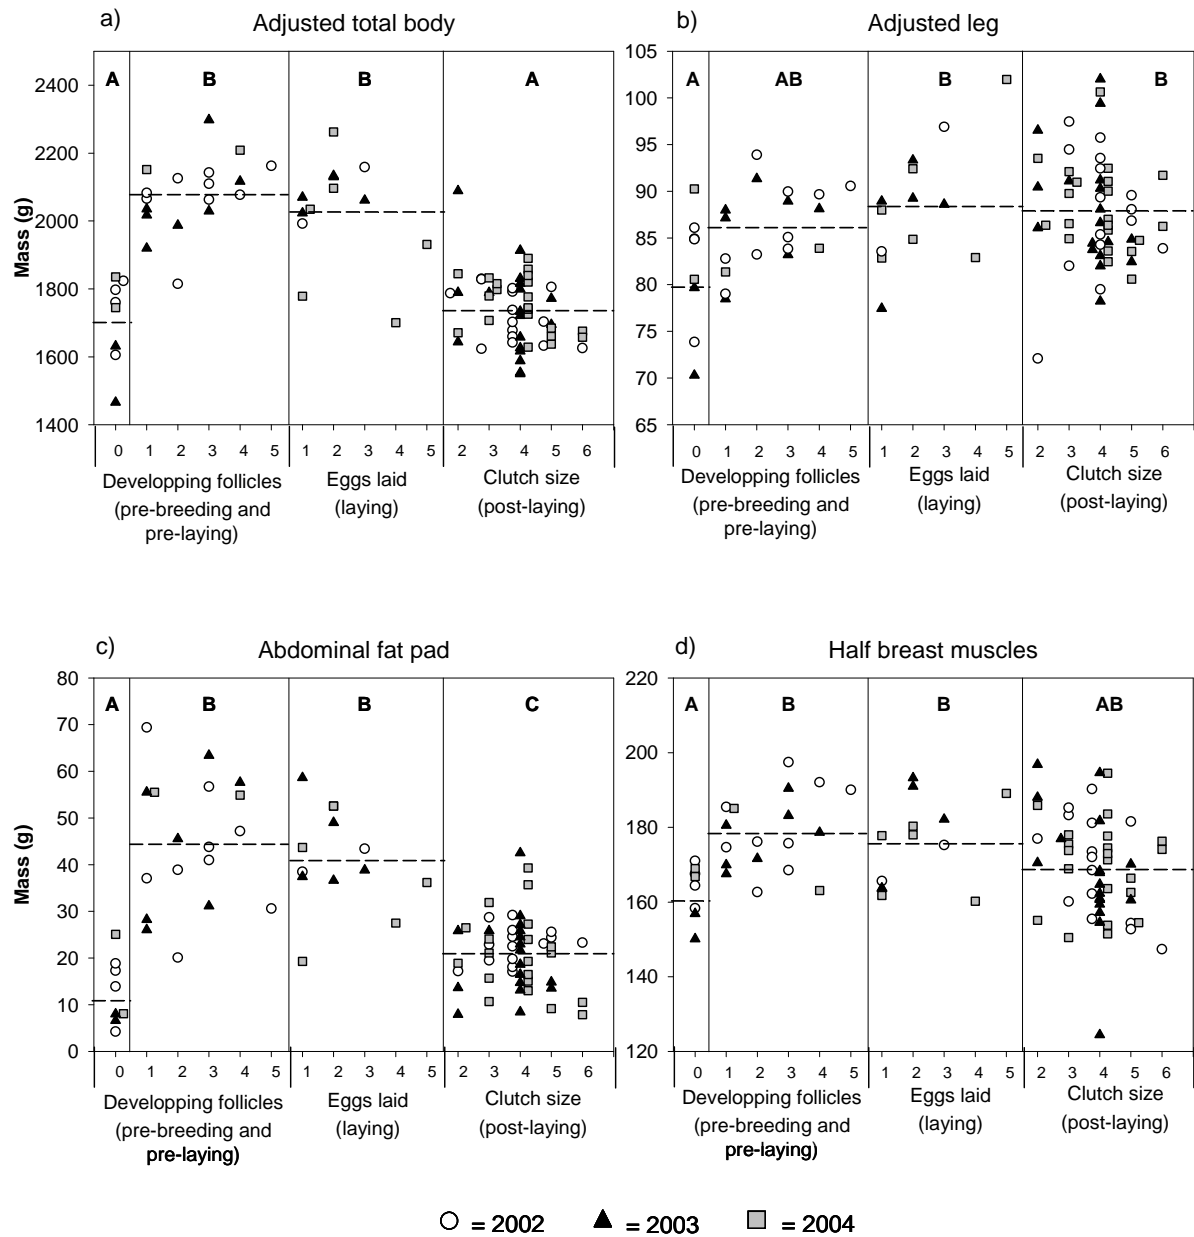 a) Adjusted total body
b) Adjusted leg
Mass (g)
2400
2200
2000
1800
1600
1400
A B B A
0 1 2 3 4 5 1 2 3 4 5 2 3 4 5 6
Developping follicles
(pre-breeding and
pre-laying)
Eggs laid
(laying)
Clutch size
(post-laying)
105
100
95
90
85
80
75
70
65
A AB B B
0 1 2 3 4 5 1 2 3 4 5 2 3 4 5 6
Developping follicles
(pre-breeding and
pre-laying)
Eggs laid
(laying)
Clutch size
(post-laying)
c) Abdominal fat pad
d) Half breast muscles
Mass (g)
80
70
60
50
40
30
20
10
0
A B B C
0 1 2 3 4 5 1 2 3 4 5 2 3 4 5 6
Developping follicles
(pre-breeding and
pre-laying)
Eggs laid
(laying)
Clutch size
(post-laying)
Mass (g)
220
200
180
160
140
120
A B B AB
0 1 2 3 4 5 1 2 3 4 5 2 3 4 5 6
Developping follicles
(pre-breeding and
pre-laying)
Eggs laid
(laying)
Clutch size
(post-laying)
= 2002 = 2003 = 2004